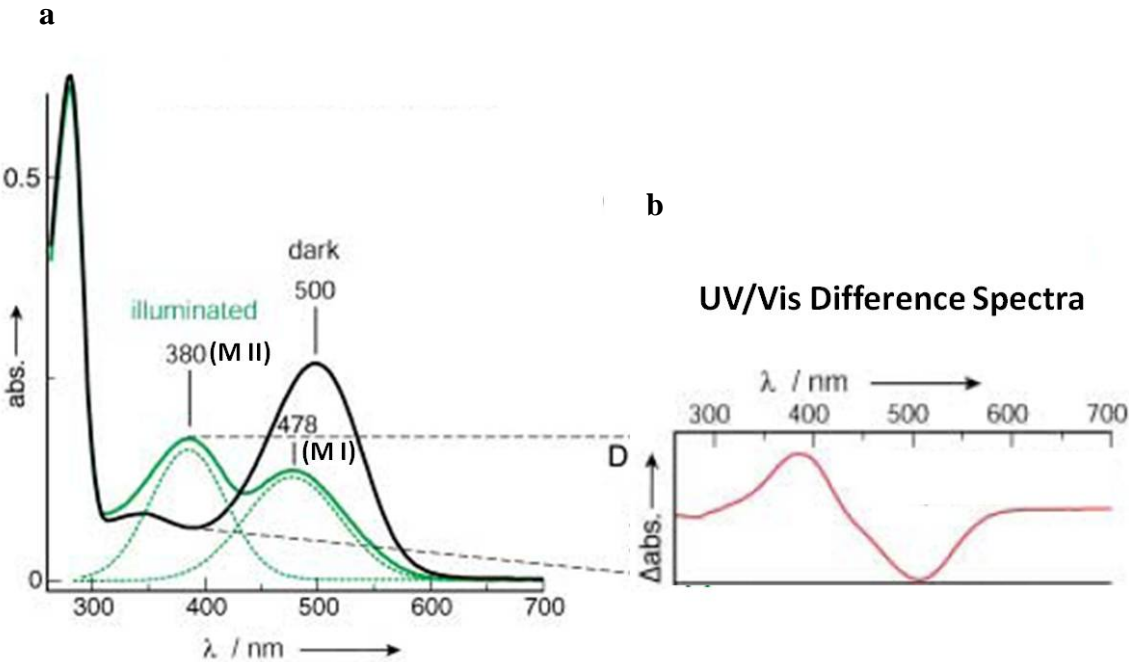 a
0.5
0
abs.
illuminated
380 (M II)
dark
500
478
(M I)
300 400 500 600 700
λ / nm
b
UV/Vis Difference Spectra
λ / nm
300 400 500 600 700
D
Δabs.